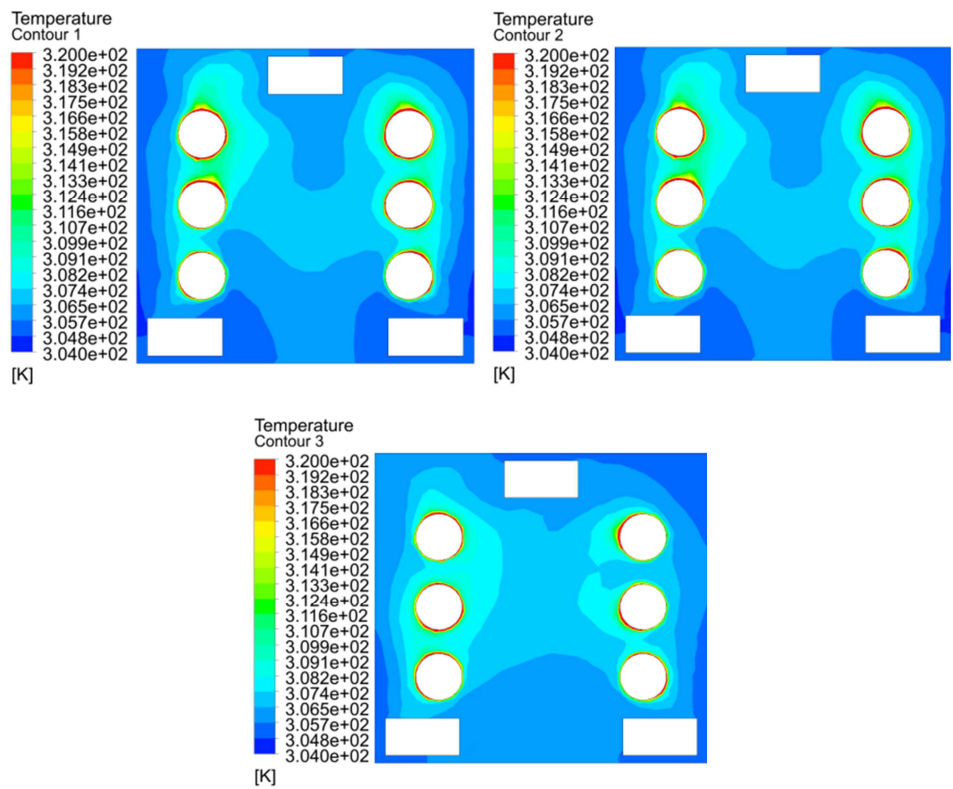 Temperature
Contour 1
3.200e+02
3.192e+02
3.183e+02
3.175e+02
3.166e+02
3.158e+02
3.149e+02
3.141e+02
3.133e+02
3.124e+02
3.116e+02
3.107e+02
3.099e+02
3.091e+02
3.082e+02
3.074e+02
3.065e+02
3.057e+02
3.048e+02
3.040e+02
[K]
Temperature
Contour 2
3.200e+02
3.192e+02
3.183e+02
3.175e+02
3.166e+02
3.158e+02
3.149e+02
3.141e+02
3.133e+02
3.124e+02
3.116e+02
3.107e+02
3.099e+02
3.091e+02
3.082e+02
3.074e+02
3.065e+02
3.057e+02
3.048e+02
3.040e+02
[K]
Temperature
Contour 3
3.200e+02
3.192e+02
3.183e+02
3.175e+02
3.166e+02
3.158e+02
3.149e+02
3.141e+02
3.133e+02
3.124e+02
3.116e+02
3.107e+02
3.099e+02
3.091e+02
3.082e+02
3.074e+02
3.065e+02
3.057e+02
3.048e+02
3.040e+02
[K]